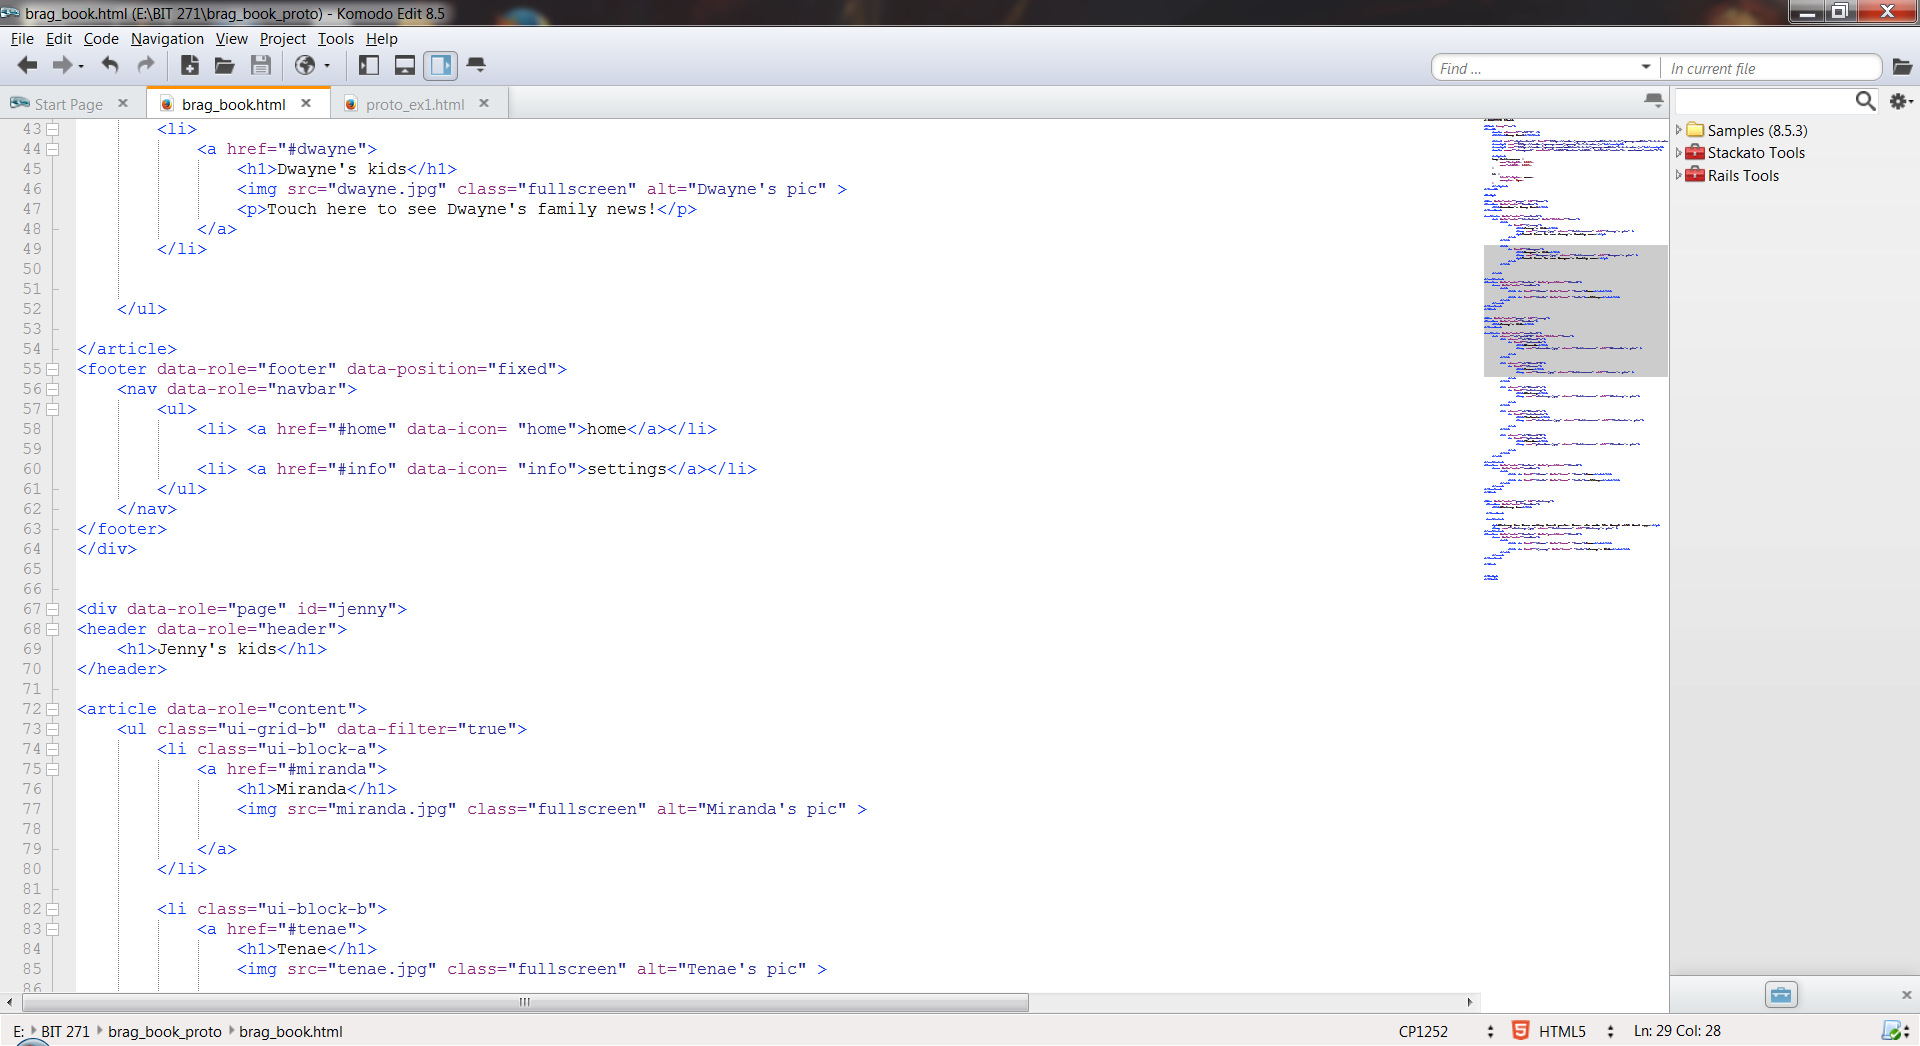 brag_book.html (E:\BIT 271\brag_book_proto) - Komodo Edit 8.5
File Edit Code Navigation View Project Tools Help
Find ... In current file
Start Page brag_book.html proto_ex1.html
Samples (8.5.3)
Stackato Tools
Rails Tools
43 <li>
44 <a href="#dwayne">
45 <h1>Dwayne's kids</h1>
46 <img src="dwayne.jpg" class="fullscreen" alt="Dwayne's pic" >
47 <p>Touch here to see Dwayne's family news!</p>
48 </a>
49 </li>
50
51
52 </ul>
53
54 </article>
55 <footer data-role="footer" data-position="fixed">
56 <nav data-role="navbar">
57 <ul>
58 <li> <a href="#home" data-icon= "home">home</a></li>
59
60 <li> <a href="#info" data-icon= "info">settings</a></li>
61 </ul>
62 </nav>
63 </footer>
64 </div>
65
66
67 <div data-role="page" id="jenny">
68 <header data-role="header">
69 <h1>Jenny's kids</h1>
70 </header>
71
72 <article data-role="content">
73 <ul class="ui-grid-b" data-filter="true">
74 <li class="ui-block-a">
75 <a href="#miranda">
76 <h1>Miranda</h1>
77 <img src="miranda.jpg" class="fullscreen" alt="Miranda's pic" >
78
79 </a>
80 </li>
81
82 <li class="ui-block-b">
83 <a href="#tenae">
84 <h1>Tenae</h1>
85 <img src="tenae.jpg" class="fullscreen" alt="Tenae's pic" >
86
E: BIT 271 brag_book_proto brag_book.html CP1252 HTML5 Ln: 29 Col: 28